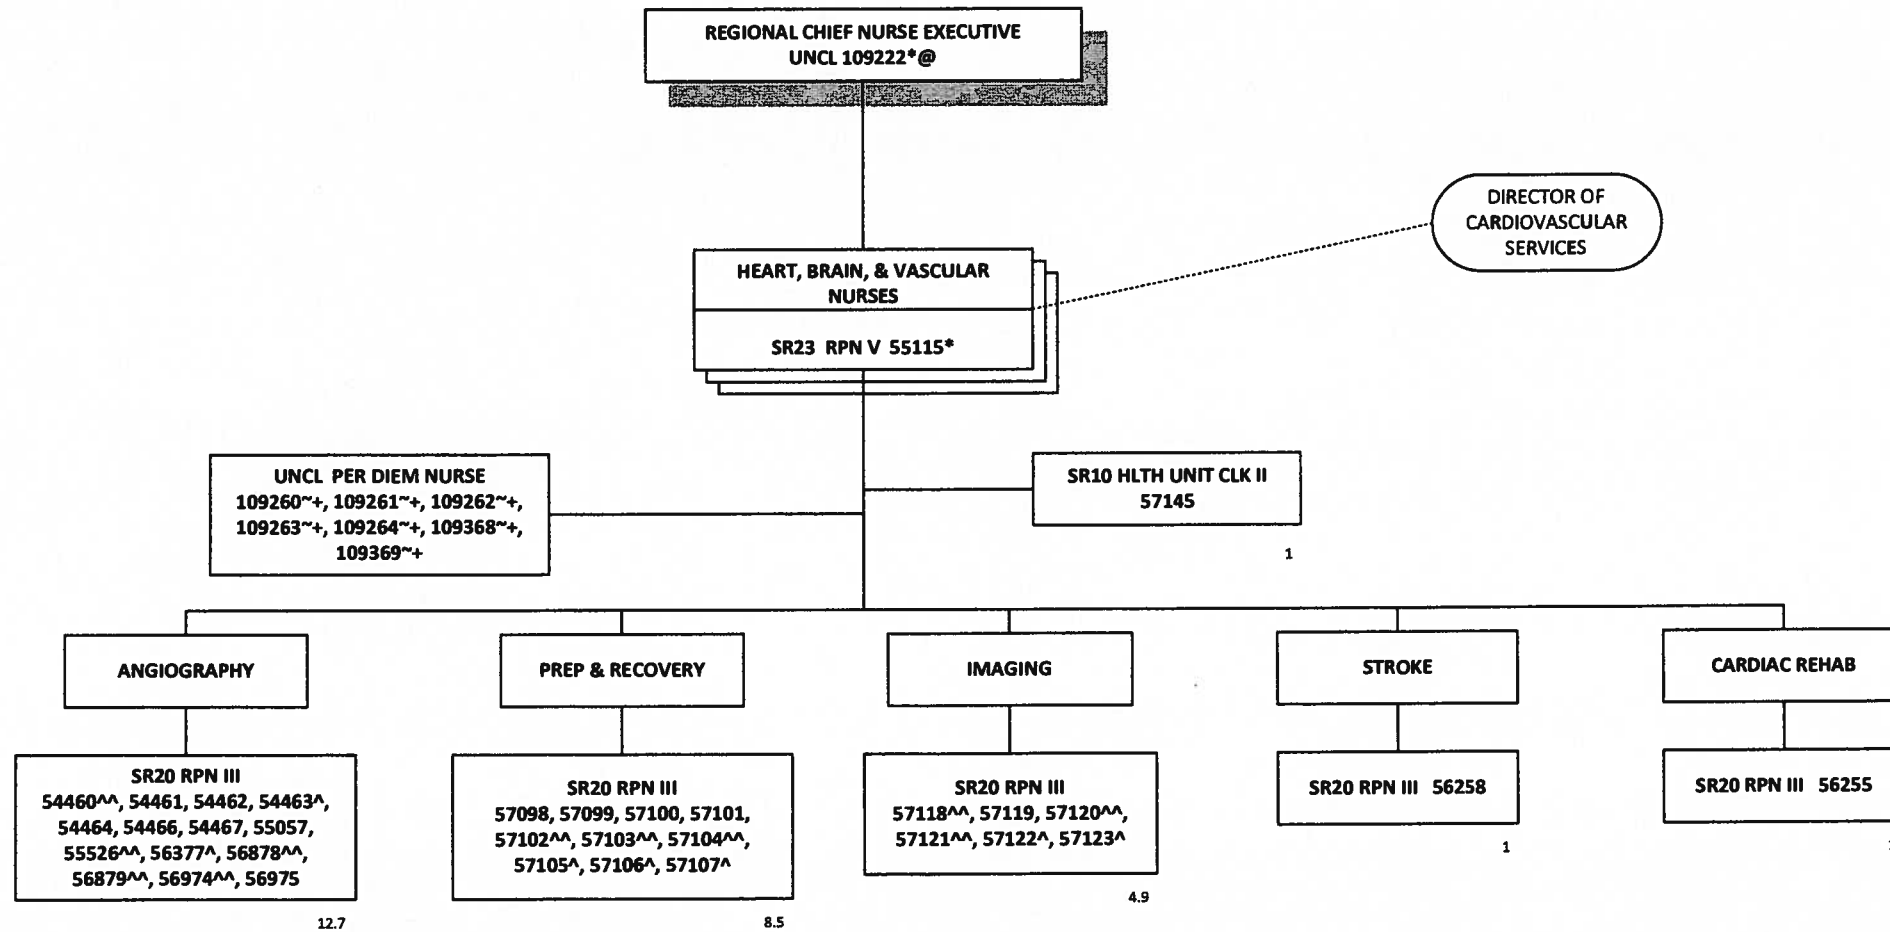 REGIONAL CHIEF NURSE EXECUTIVE
UNCL 109222*@
DIRECTOR OF
CARDIOVASCULAR
SERVICES
HEART, BRAIN, & VASCULAR
NURSES
SR23 RPN V 55115*
UNCL PER DIEM NURSE
109260~+, 109261~+, 109262~+,
109263~+, 109264~+, 109368~+,
109369~+
SR10 HLTH UNIT CLK II
57145
1
ANGIOGRAPHY
SR20 RPN III
54460^^, 54461, 54462, 54463^,
54464, 54466, 54467, 55057,
55526^^, 56377^, 56878^^,
56879^^, 56974^^, 56975
12.7
PREP & RECOVERY
SR20 RPN III
57098, 57099, 57100, 57101,
57102^^, 57103^^, 57104^^,
57105^, 57106^, 57107^
8.5
IMAGING
SR20 RPN III
57118^^, 57119, 57120^^,
57121^^, 57122^, 57123^
4.9
STROKE
SR20 RPN III 56258
1
CARDIAC REHAB
SR20 RPN III 56255